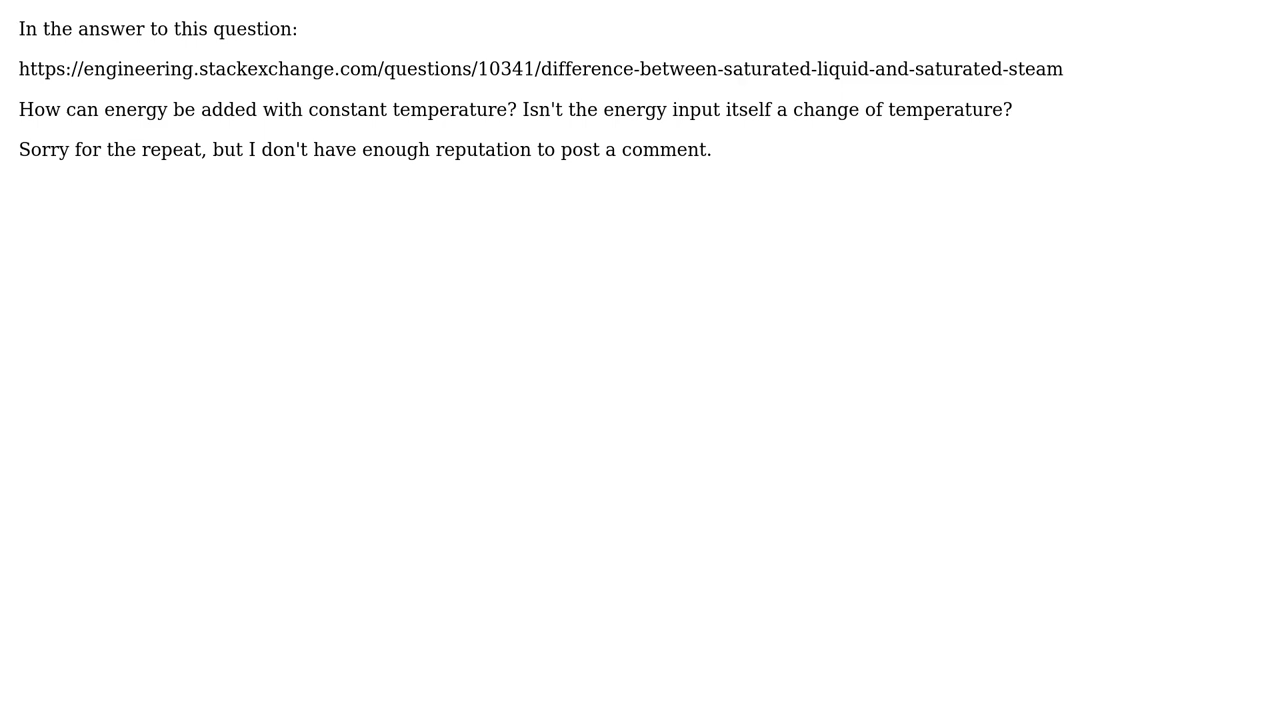 In the answer to this question:
https://engineering.stackexchange.com/questions/10341/difference-between-saturated-liquid-and-saturated-steam
How can energy be added with constant temperature? Isn't the energy input itself a change of temperature?
Sorry for the repeat, but I don't have enough reputation to post a comment.